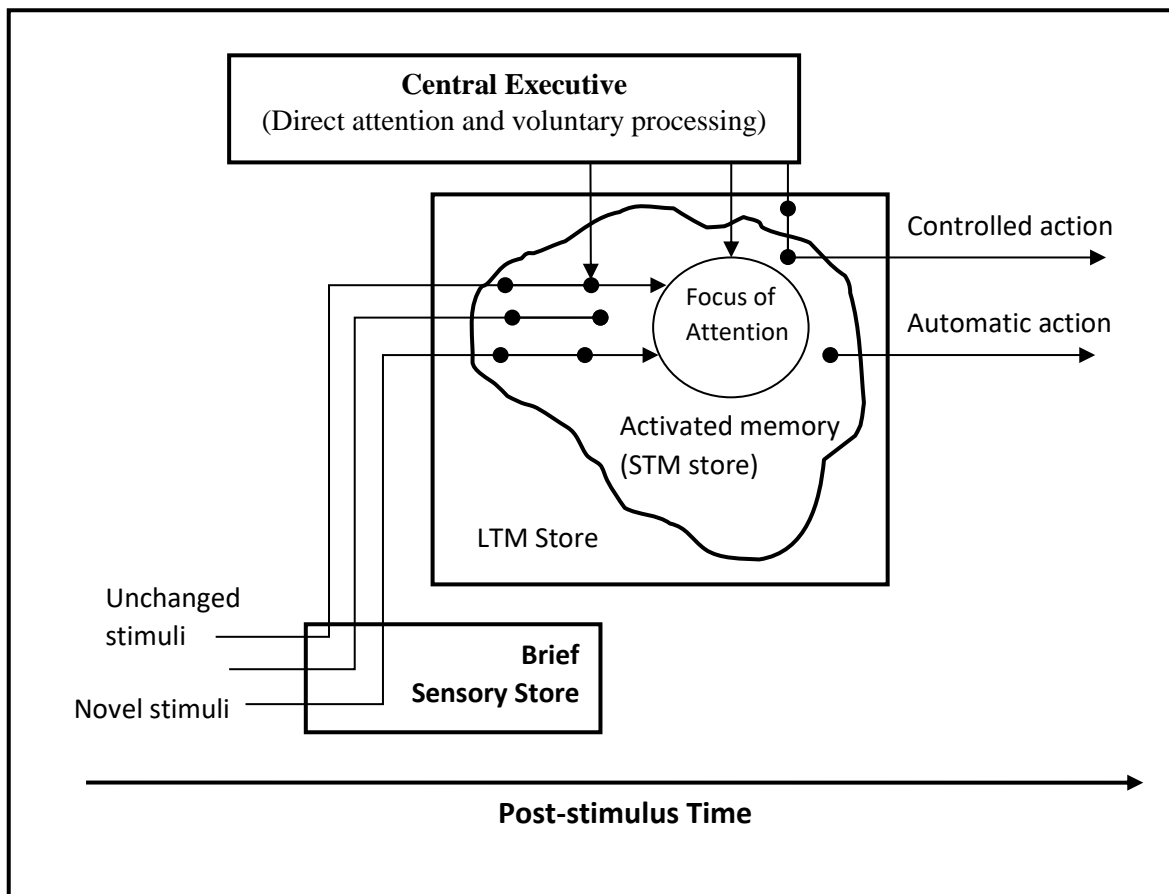 Central Executive
(Direct attention and voluntary processing)
Controlled action
Focus of
Attention
Automatic action
Activated memory
(STM store)
LTM Store
Unchanged
stimuli
Brief
Sensory Store
Novel stimuli
Post-stimulus Time